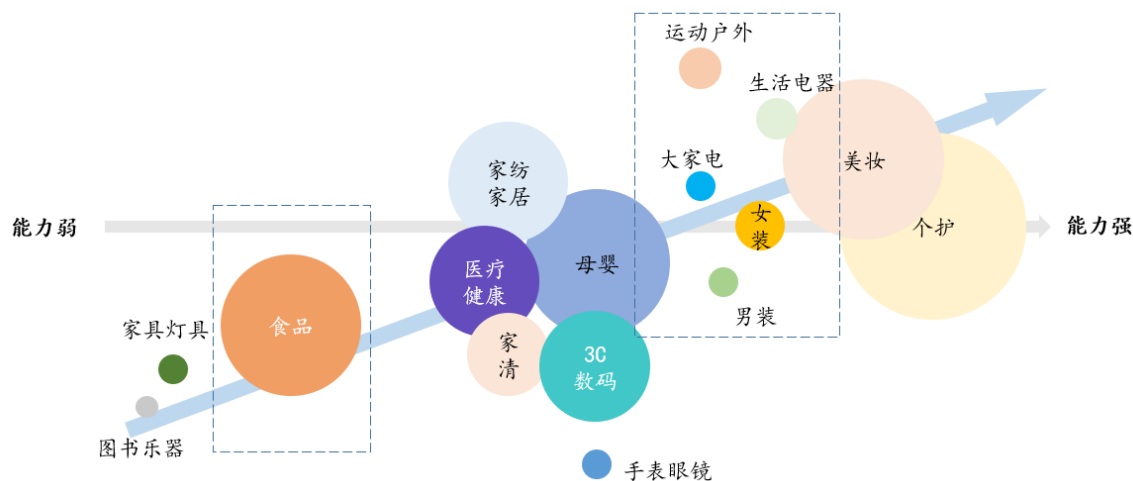 运动户外
生活电器
家纺
家居
大家电
美妆
能力弱
女
装
个护
能力强
医疗
健康
母婴
男装
食品
家具灯具
家
清
3C
数码
图书乐器
手表眼镜